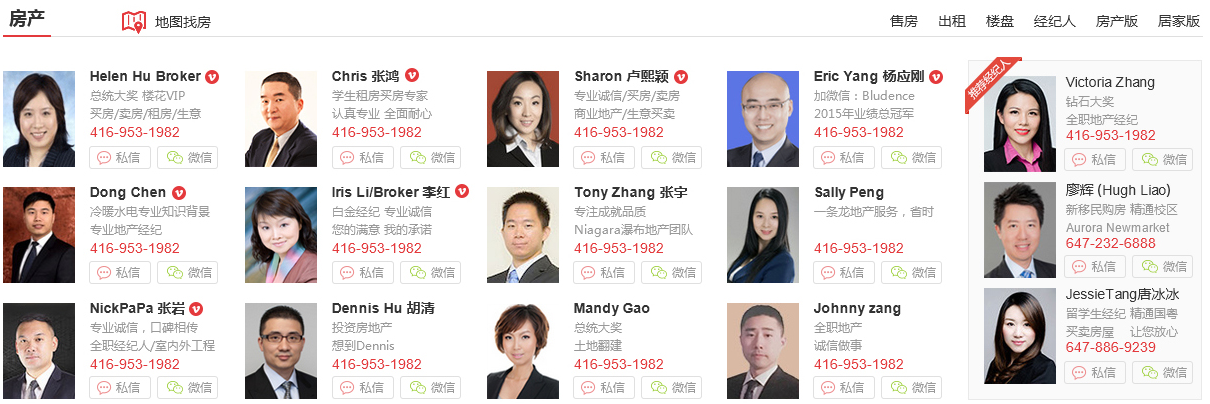 房产
地图找房
售房 出租 楼盘 经纪人 房产版 居家版
Helen Hu Broker
总统大奖 楼花VIP
买房/卖房/租房/生意
416-953-1982
私信 微信
Chris 张鸿
学生租房买房专家
认真专业 全面耐心
416-953-1982
私信 微信
Sharon 卢熙颖
专业诚信/买房/卖房
商业地产/生意买卖
416-953-1982
私信 微信
Eric Yang 杨应刚
加微信：Bludence
2015年业绩总冠军
416-953-1982
私信 微信
Dong Chen
冷暖水电专业知识背景
专业地产经纪
416-953-1982
私信 微信
Iris Li/Broker 李红
白金经纪 专业诚信
您的满意 我的承诺
416-953-1982
私信 微信
Tony Zhang 张宇
专注成就品质
Niagara瀑布地产团队
416-953-1982
私信 微信
Sally Peng
一条龙地产服务，省时
416-953-1982
私信 微信
NickPaPa 张岩
专业诚信，口碑相传
全职经纪人/室内外工程
416-953-1982
私信 微信
Dennis Hu 胡清
投资房地产
想到Dennis
416-953-1982
私信 微信
Mandy Gao
总统大奖
土地翻建
416-953-1982
私信 微信
Johnny zang
全职地产
诚信做事
416-953-1982
私信 微信
推荐经纪人
Victoria Zhang
钻石大奖
全职地产经纪
416-953-1982
私信 微信
廖辉 (Hugh Liao)
新移民购房 精通校区
Aurora Newmarket
647-232-6888
私信 微信
JessieTang唐冰冰
留学生经纪 精通国粤
买卖房屋 让您放心
647-886-9239
私信 微信